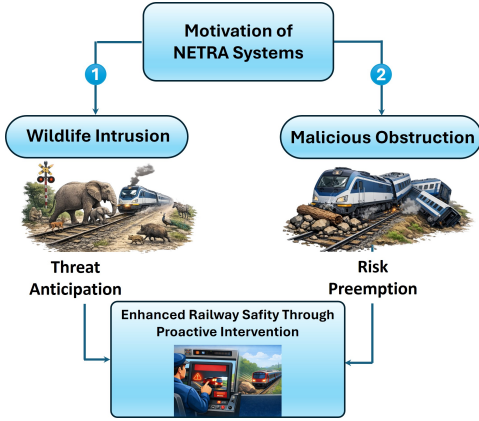 Motivation of
NETRA Systems
1
2
Wildlife Intrusion
Malicious Obstruction
Threat
Anticipation
Risk
Preemption
Enhanced Railway Safity Through
Proactive Intervention